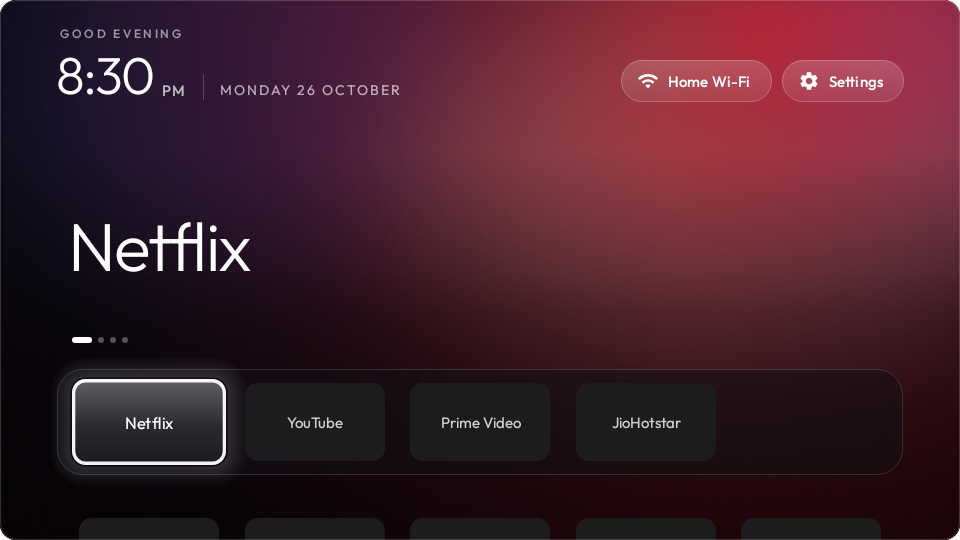 GOOD EVENING
8:30 PM
MONDAY 26 OCTOBER
Home Wi-Fi
Settings
Netflix
Netflix
YouTube
Prime Video
JioHotstar